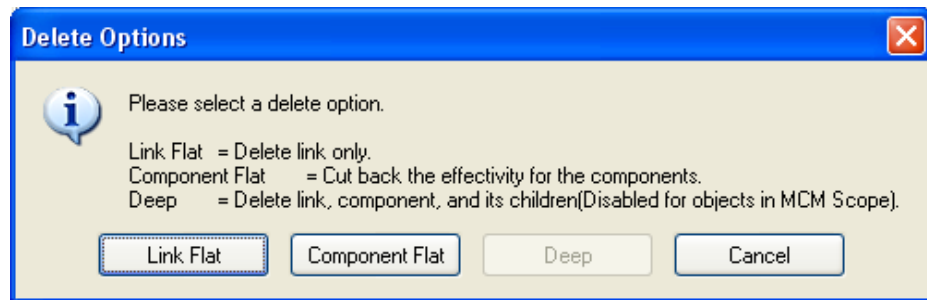 Delete Options
Please select a delete option.
Link Flat = Delete link only.
Component Flat = Cut back the effectivity for the components.
Deep = Delete link, component, and its children(Disabled for objects in MCM Scope).
Link Flat Component Flat Deep Cancel